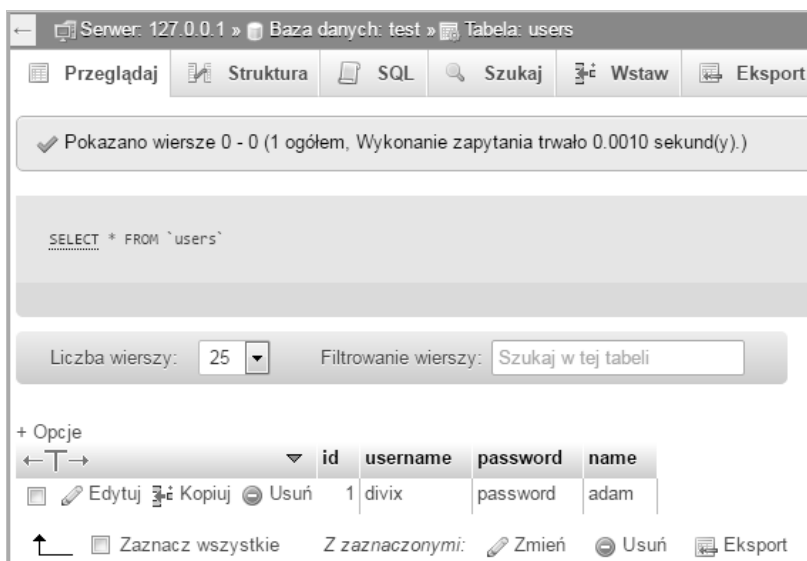 ← Serwer: 127.0.0.1 » Baza danych: test » Tabela: users
Przeglądaj Struktura SQL Szukaj Wstaw Eksport
Pokazano wiersze 0 - 0 (1 ogółem, Wykonanie zapytania trwało 0.0010 sekund(y).)
SELECT * FROM `users`
Liczba wierszy: 25 Filtrowanie wierszy: Szukaj w tej tabeli
+ Opcje
←T→ id username password name
Edytuj Kopiuj Usuń 1 divix password adam
Zaznacz wszystkie Z zaznaczonymi: Zmień Usuń Eksport